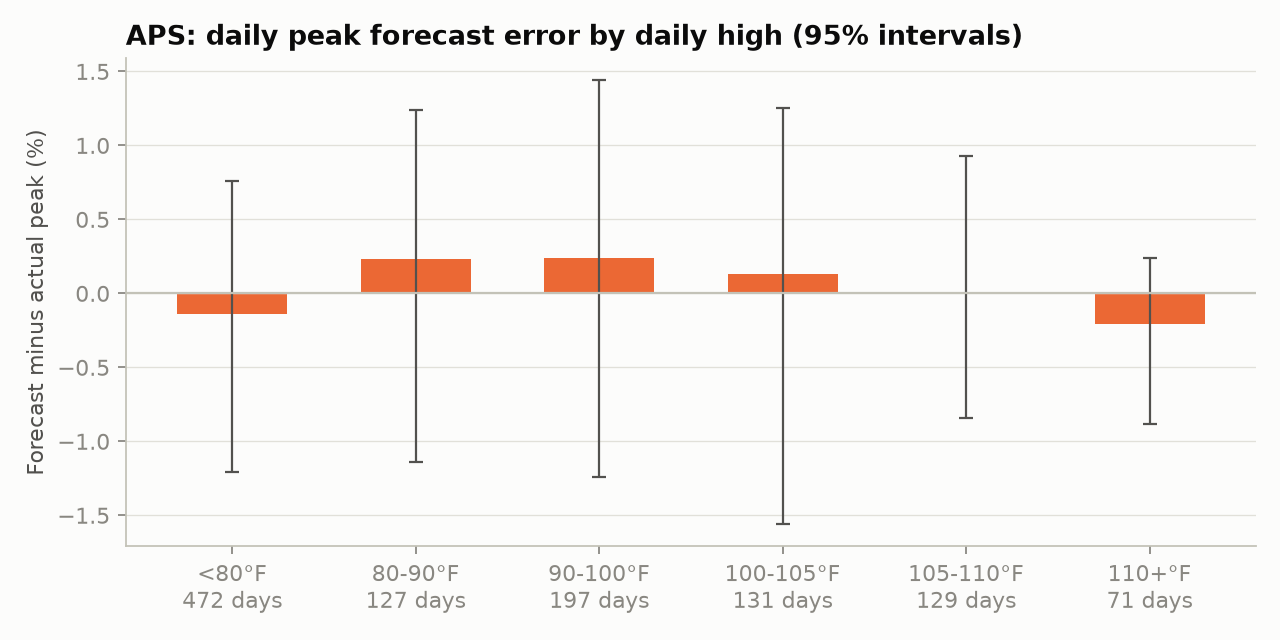 APS: daily peak forecast error by daily high (95% intervals)
Forecast minus actual peak (%)
1.5
1.0
0.5
0.0
−0.5
−1.0
−1.5
<80°F
472 days
80-90°F
127 days
90-100°F
197 days
100-105°F
131 days
105-110°F
129 days
110+°F
71 days